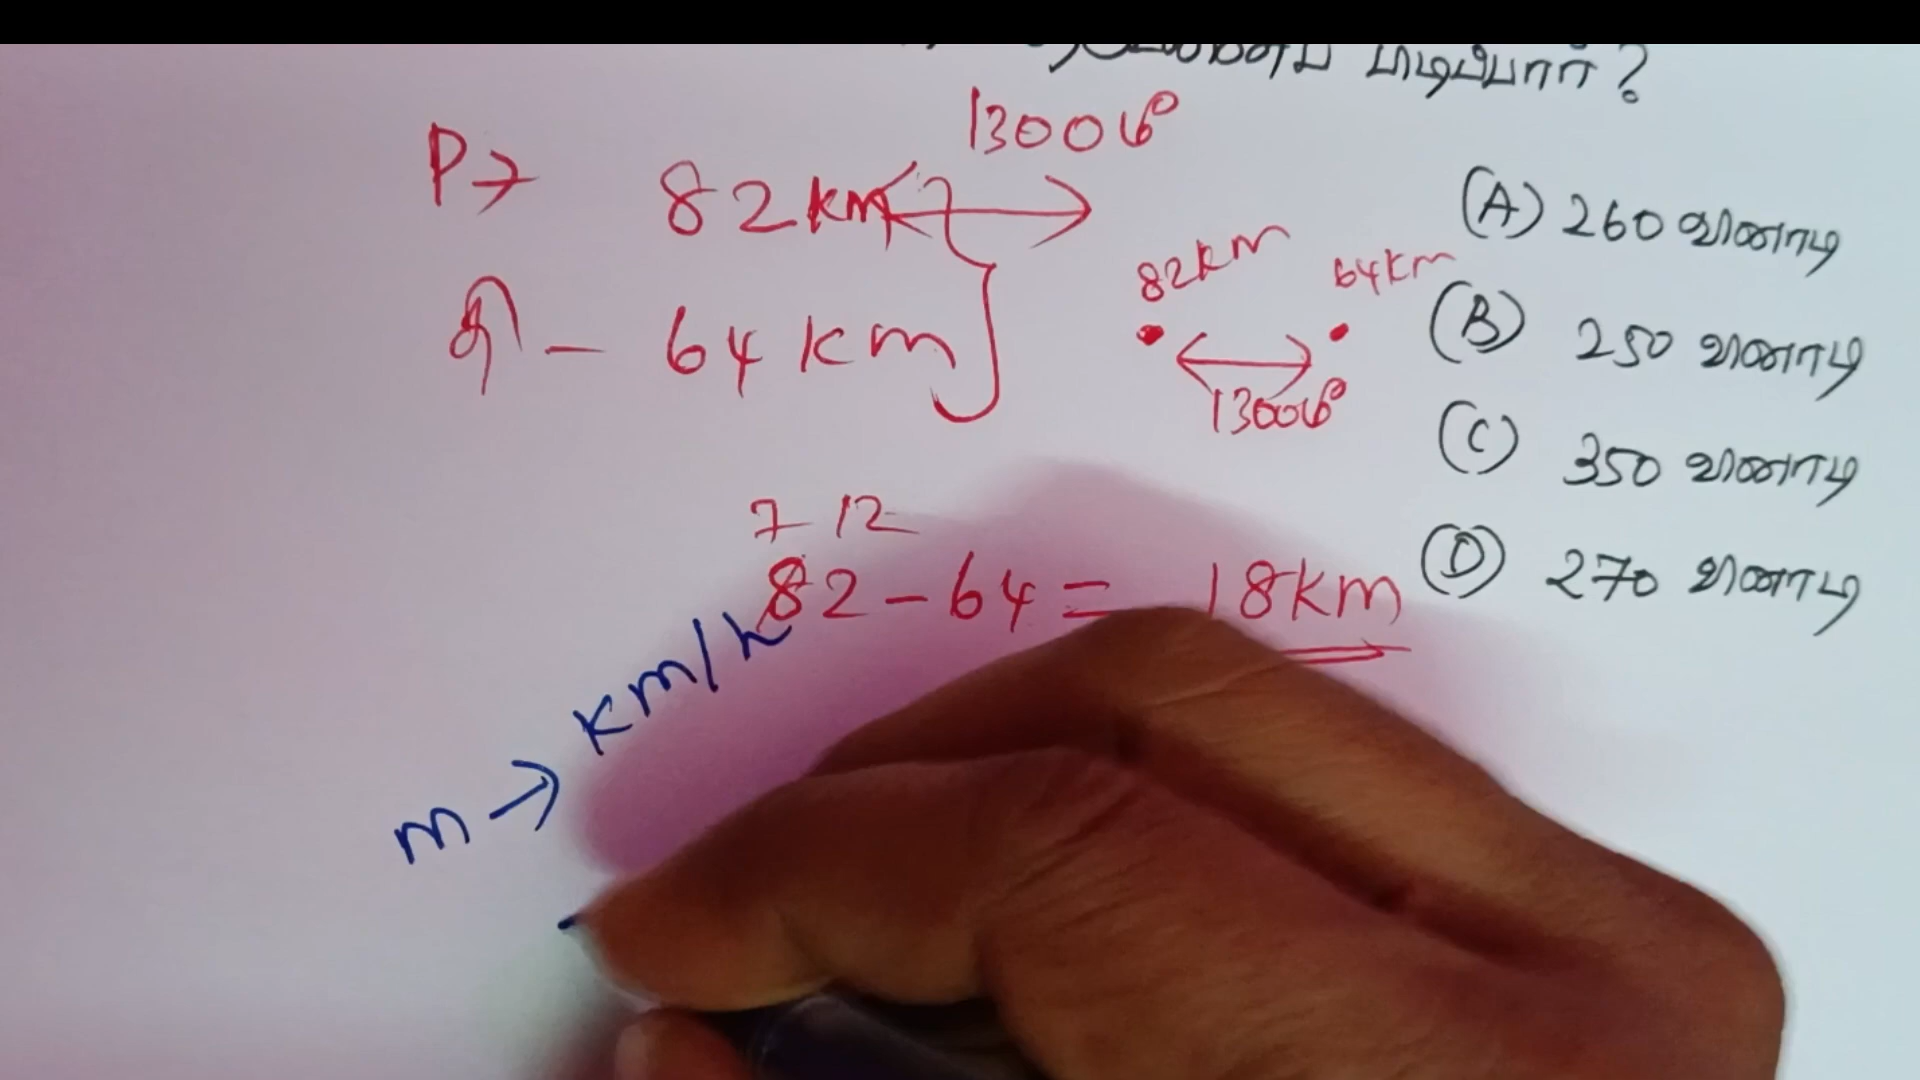 பிடிப்பார்?
1300மீ
P→ 82km
தி - 64km
82km 64km
1300மீ
(A) 260 வினாடி
(B) 250 வினாடி
(C) 350 வினாடி
(D) 270 வினாடி
7 12
82 - 64 = 18km
m → km/h